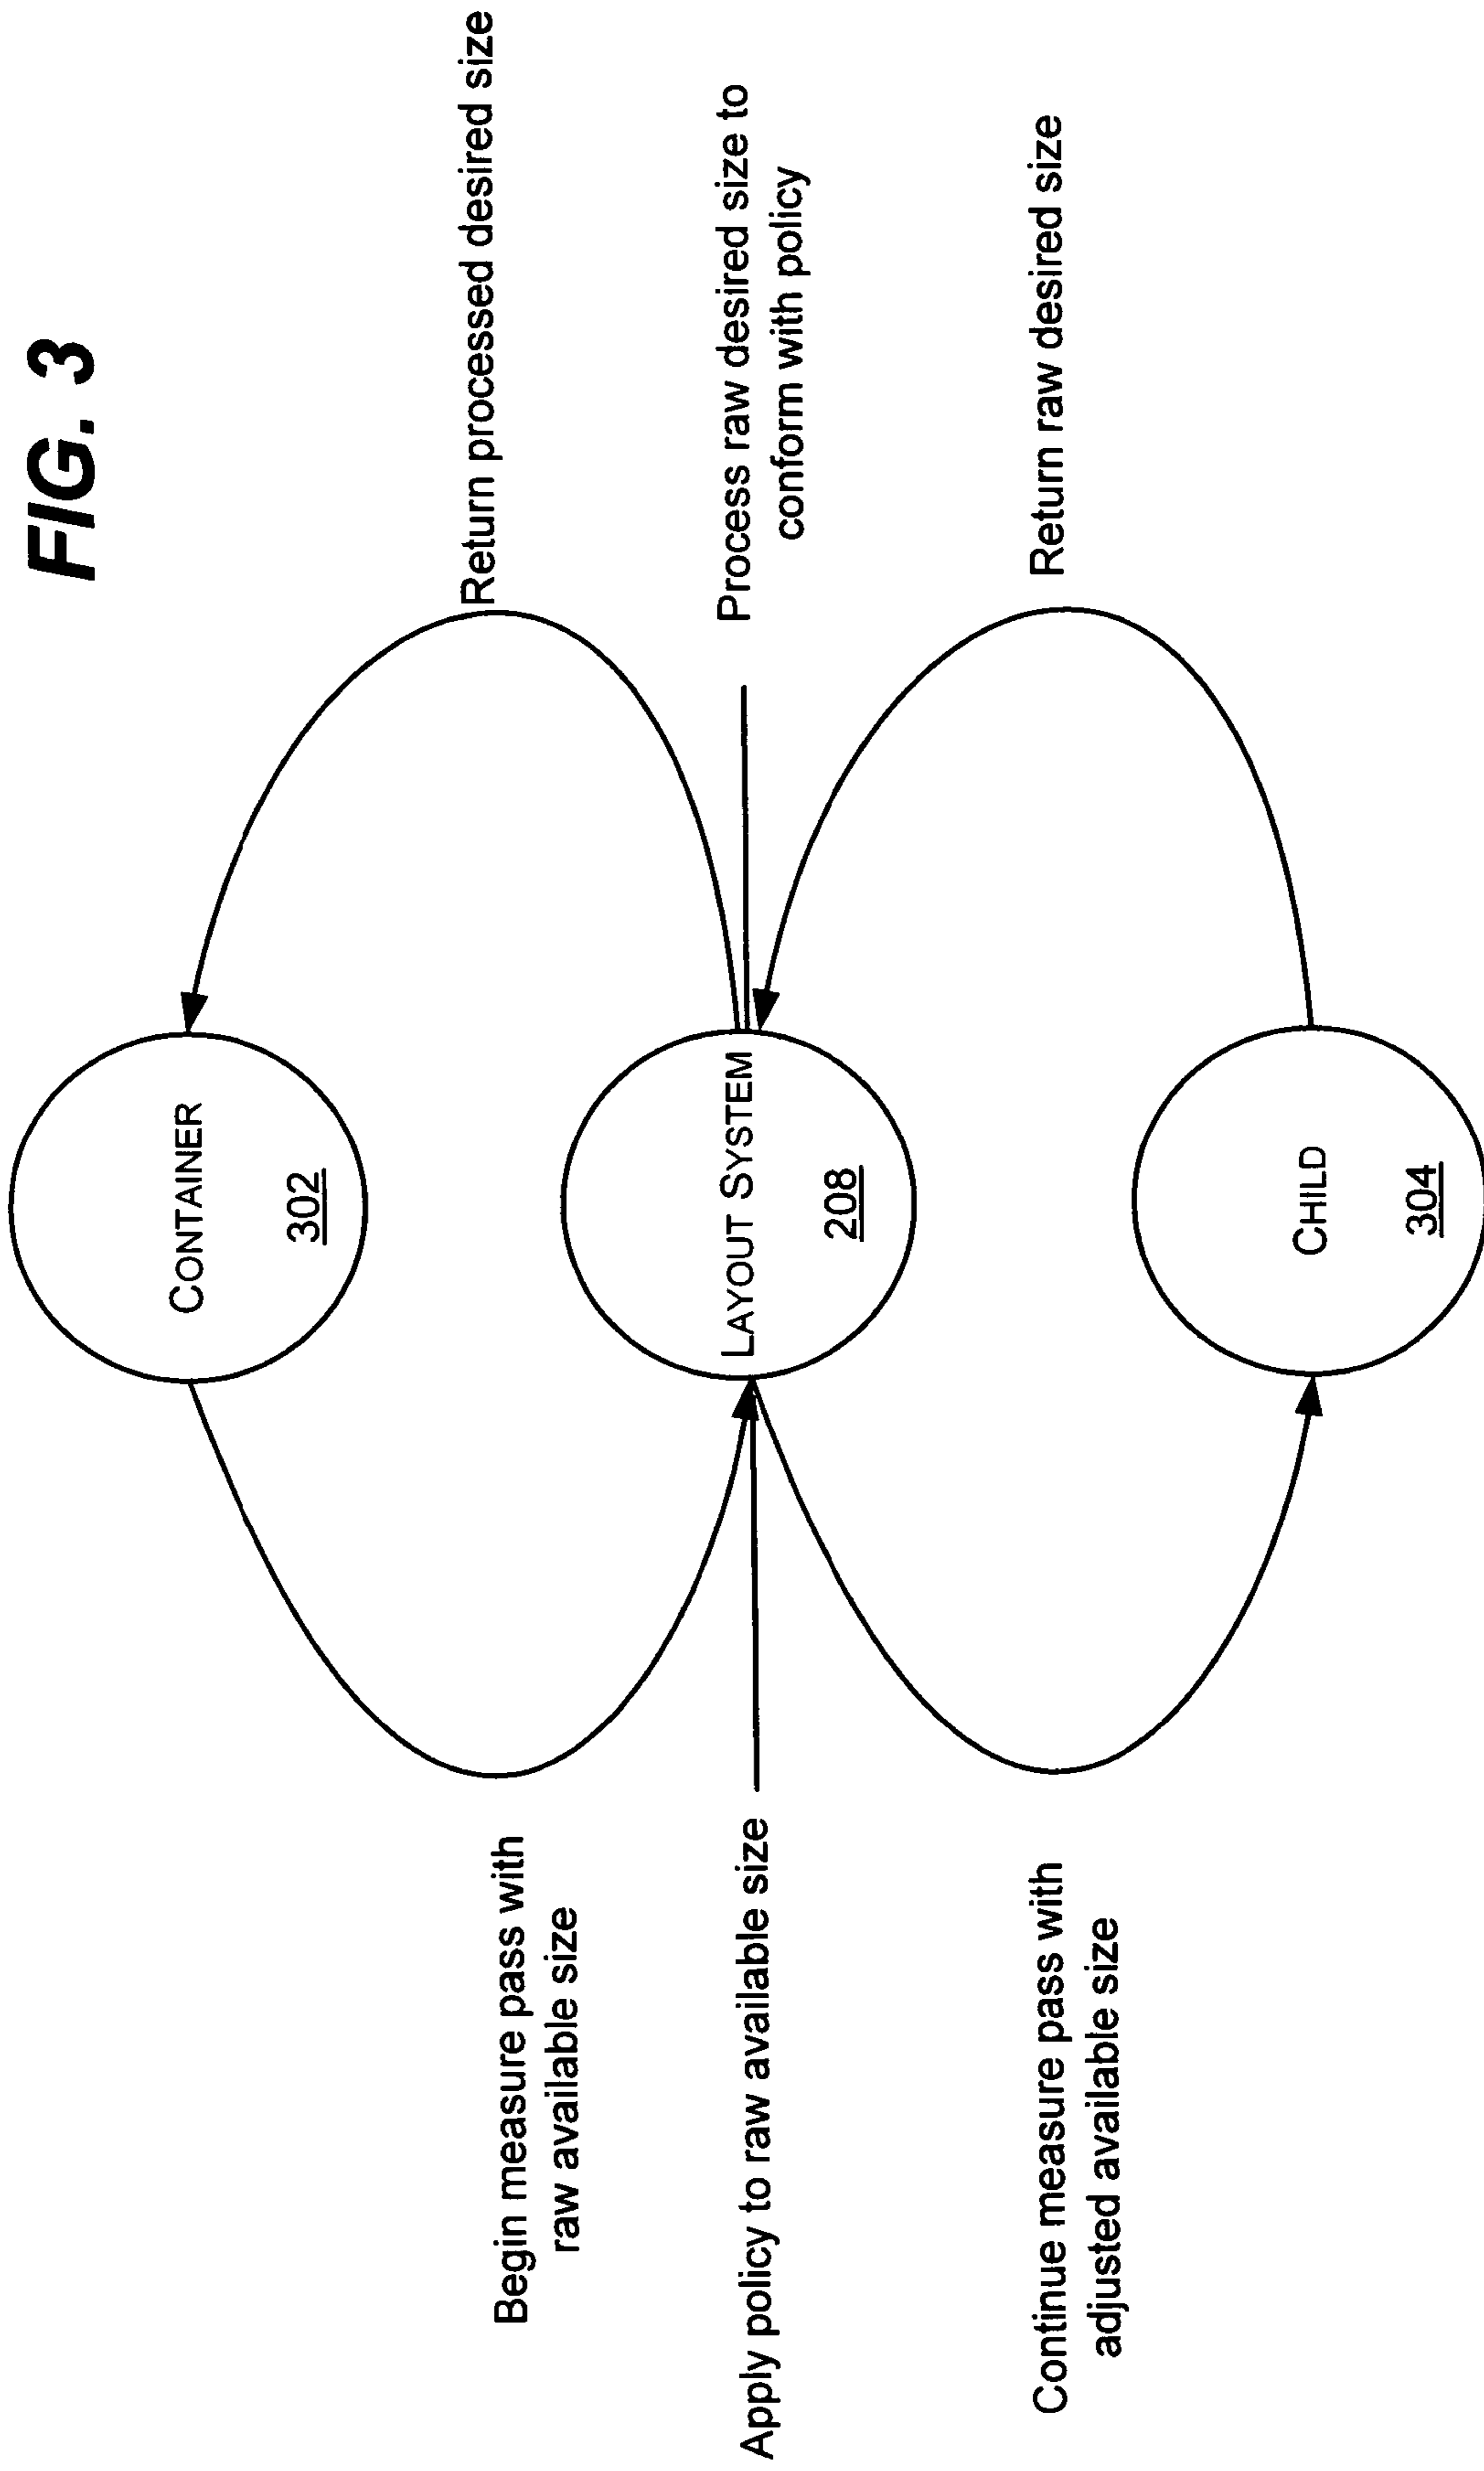 FIG. 3
CONTAINER
302
Begin measure pass with
raw available size
Return processed desired size
LAYOUT SYSTEM
208
Apply policy to raw available size
Process raw desired size to
conform with policy
Continue measure pass with
adjusted available size
Return raw desired size
CHILD
304